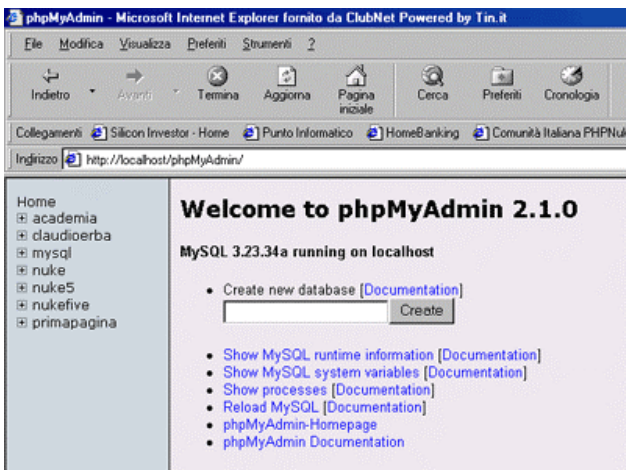 phpMyAdmin - Microsoft Internet Explorer fornito da ClubNet Powered by Tin.it
File Modifica Visualizza Preferiti Strumenti ?
Indietro Avanti Termina Aggiorna Pagina iniziale Cerca Preferiti Cronologia
Collegamenti Silicon Investor - Home Punto Informatico HomeBanking Comunità Italiana PHPNuk
Indirizzo http://localhost/phpMyAdmin/
Home
academia
claudioerba
mysql
nuke
nuke5
nukefive
primapagina
Welcome to phpMyAdmin 2.1.0
MySQL 3.23.34a running on localhost
Create new database [Documentation]
Create
Show MySQL runtime information [Documentation]
Show MySQL system variables [Documentation]
Show processes [Documentation]
Reload MySQL [Documentation]
phpMyAdmin-Homepage
phpMyAdmin Documentation